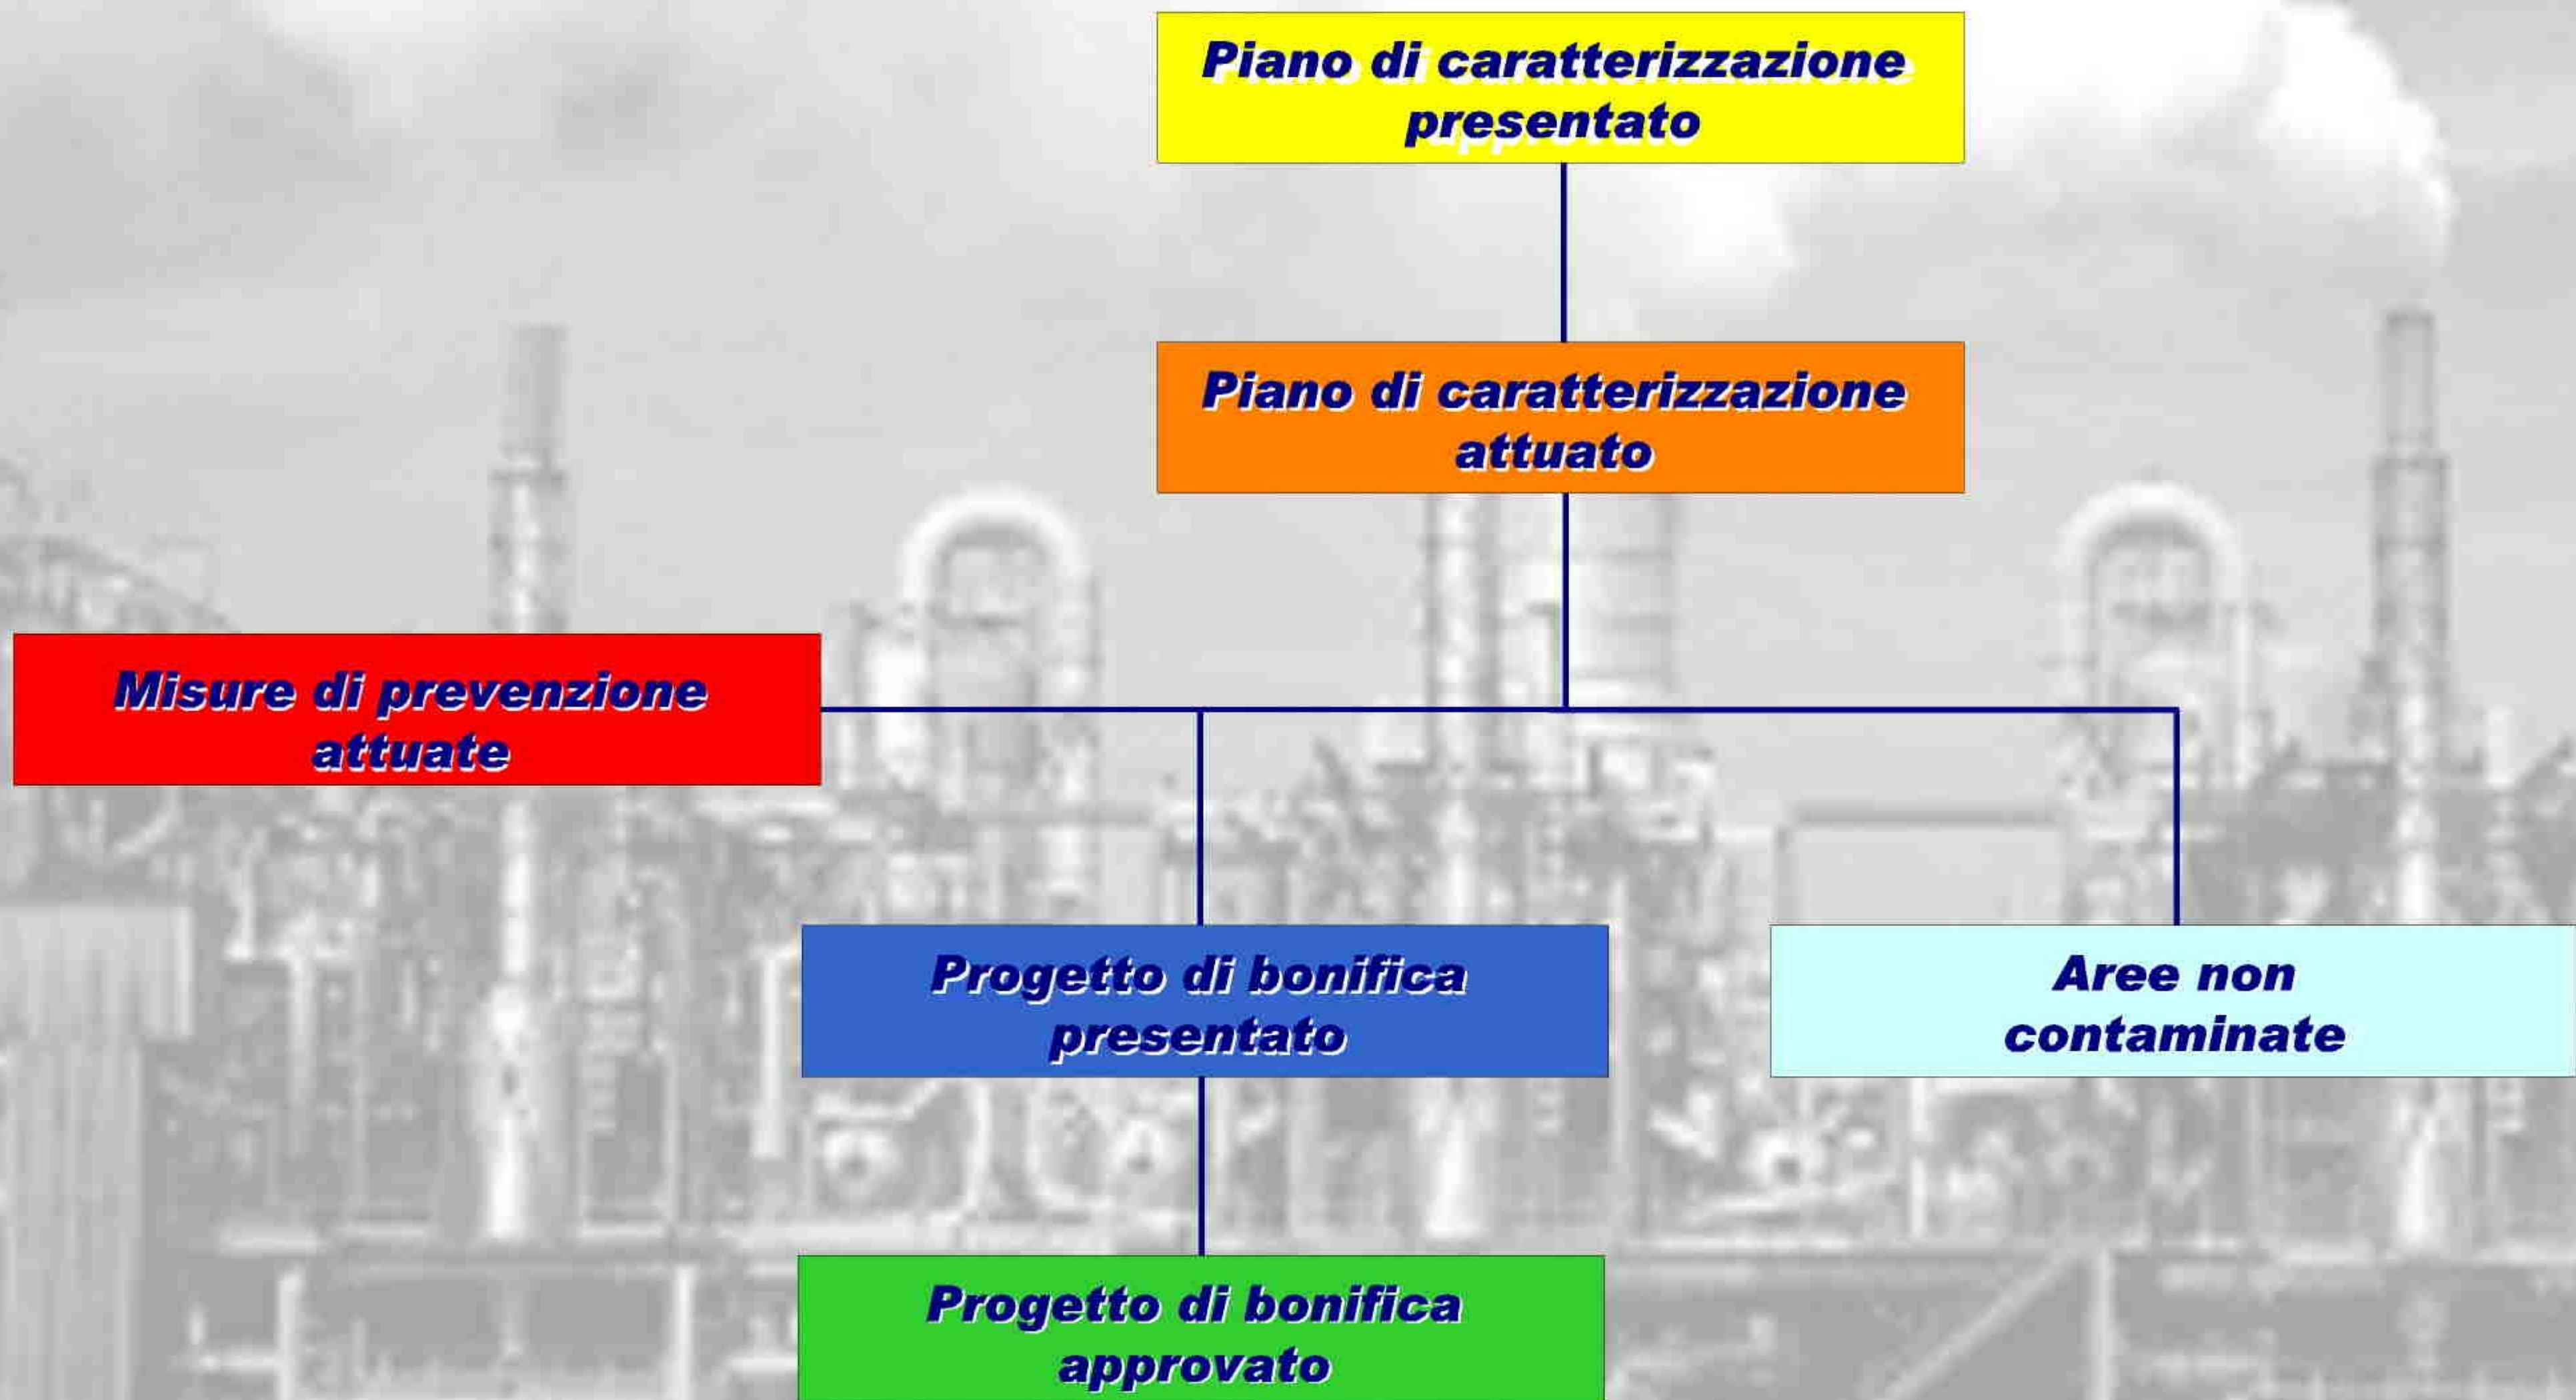 Piano di caratterizzazione
presentato
Piano di caratterizzazione
attuato
Misure di prevenzione
attuate
Progetto di bonifica
presentato
Aree non
contaminate
Progetto di bonifica
approvato